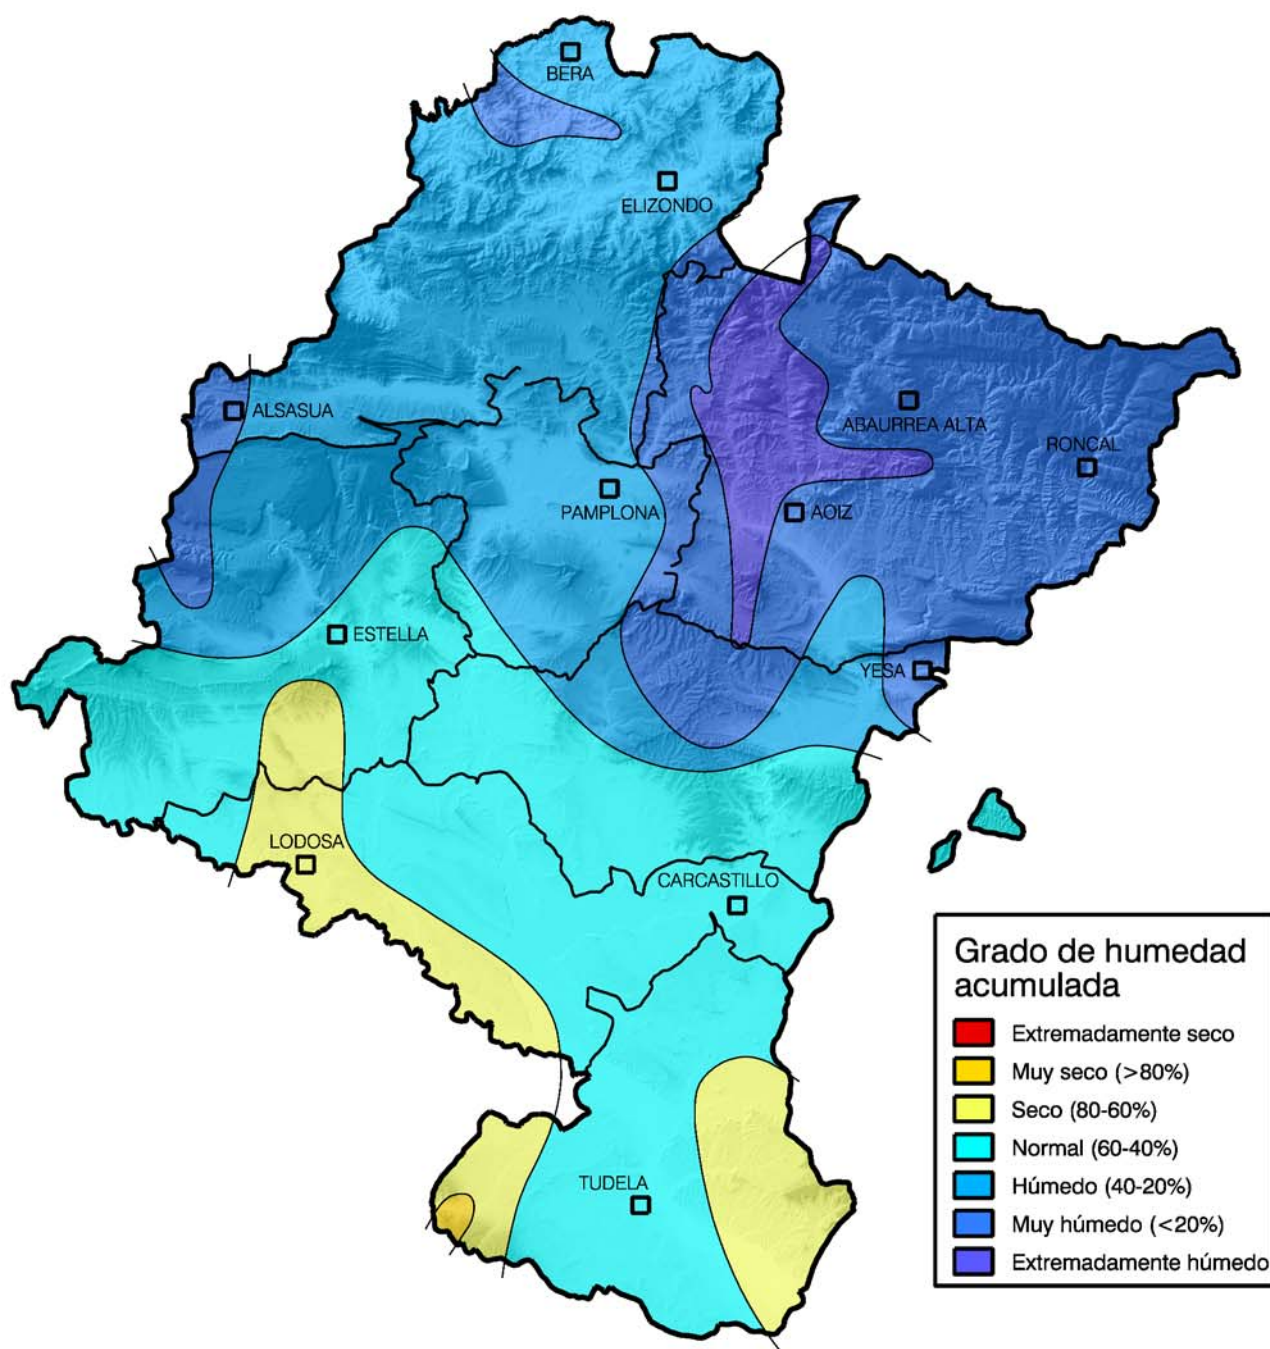 BERA
ELIZONDO
ALSASUA
ABAURREA ALTA
RONCAL
PAMPLONA
AOIZ
ESTELLA
YESA
LODOSA
CARCASTILLO
TUDELA
Grado de humedad
acumulada
Extremadamente seco
Muy seco (>80%)
Seco (80-60%)
Normal (60-40%)
Húmedo (40-20%)
Muy húmedo (<20%)
Extremadamente húmedo